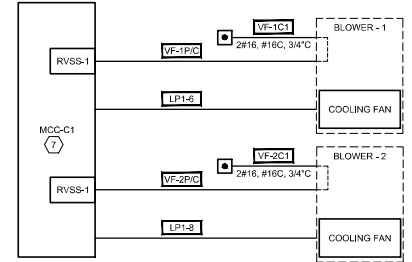 VF-1C1
BLOWER - 1
VF-1P/C
2#16, #16C, 3/4"C
RVSS-1
LP1-6
COOLING FAN
MCC-C1
7
VF-2C1
BLOWER - 2
2#16, #16C, 3/4"C
VF-2P/C
RVSS-1
LP1-8
COOLING FAN